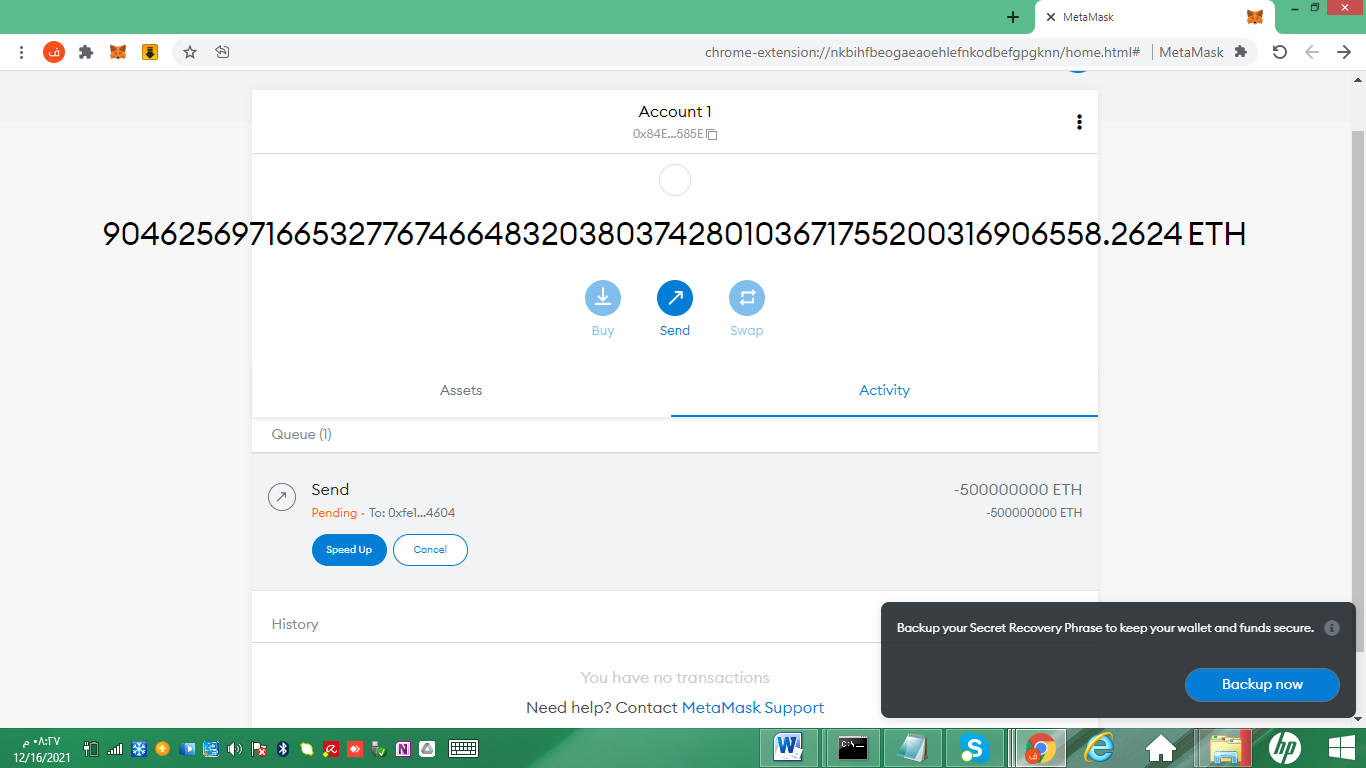 MetaMask
chrome-extension://nkbihfbeogaeaoehlefnkodbefgpgknn/home.html#
MetaMask
Account 1
0x84E...585E
904625697166532776746648320380374280103671755200316906558.2624 ETH
Buy
Send
Swap
Assets
Activity
Queue (1)
Send
-500000000 ETH
Pending · To: 0xfe1...4604
-500000000 ETH
Speed Up
Cancel
History
Backup your Secret Recovery Phrase to keep your wallet and funds secure.
Backup now
You have no transactions
Need help? Contact MetaMask Support
٠٨:٢٧ م
12/16/2021